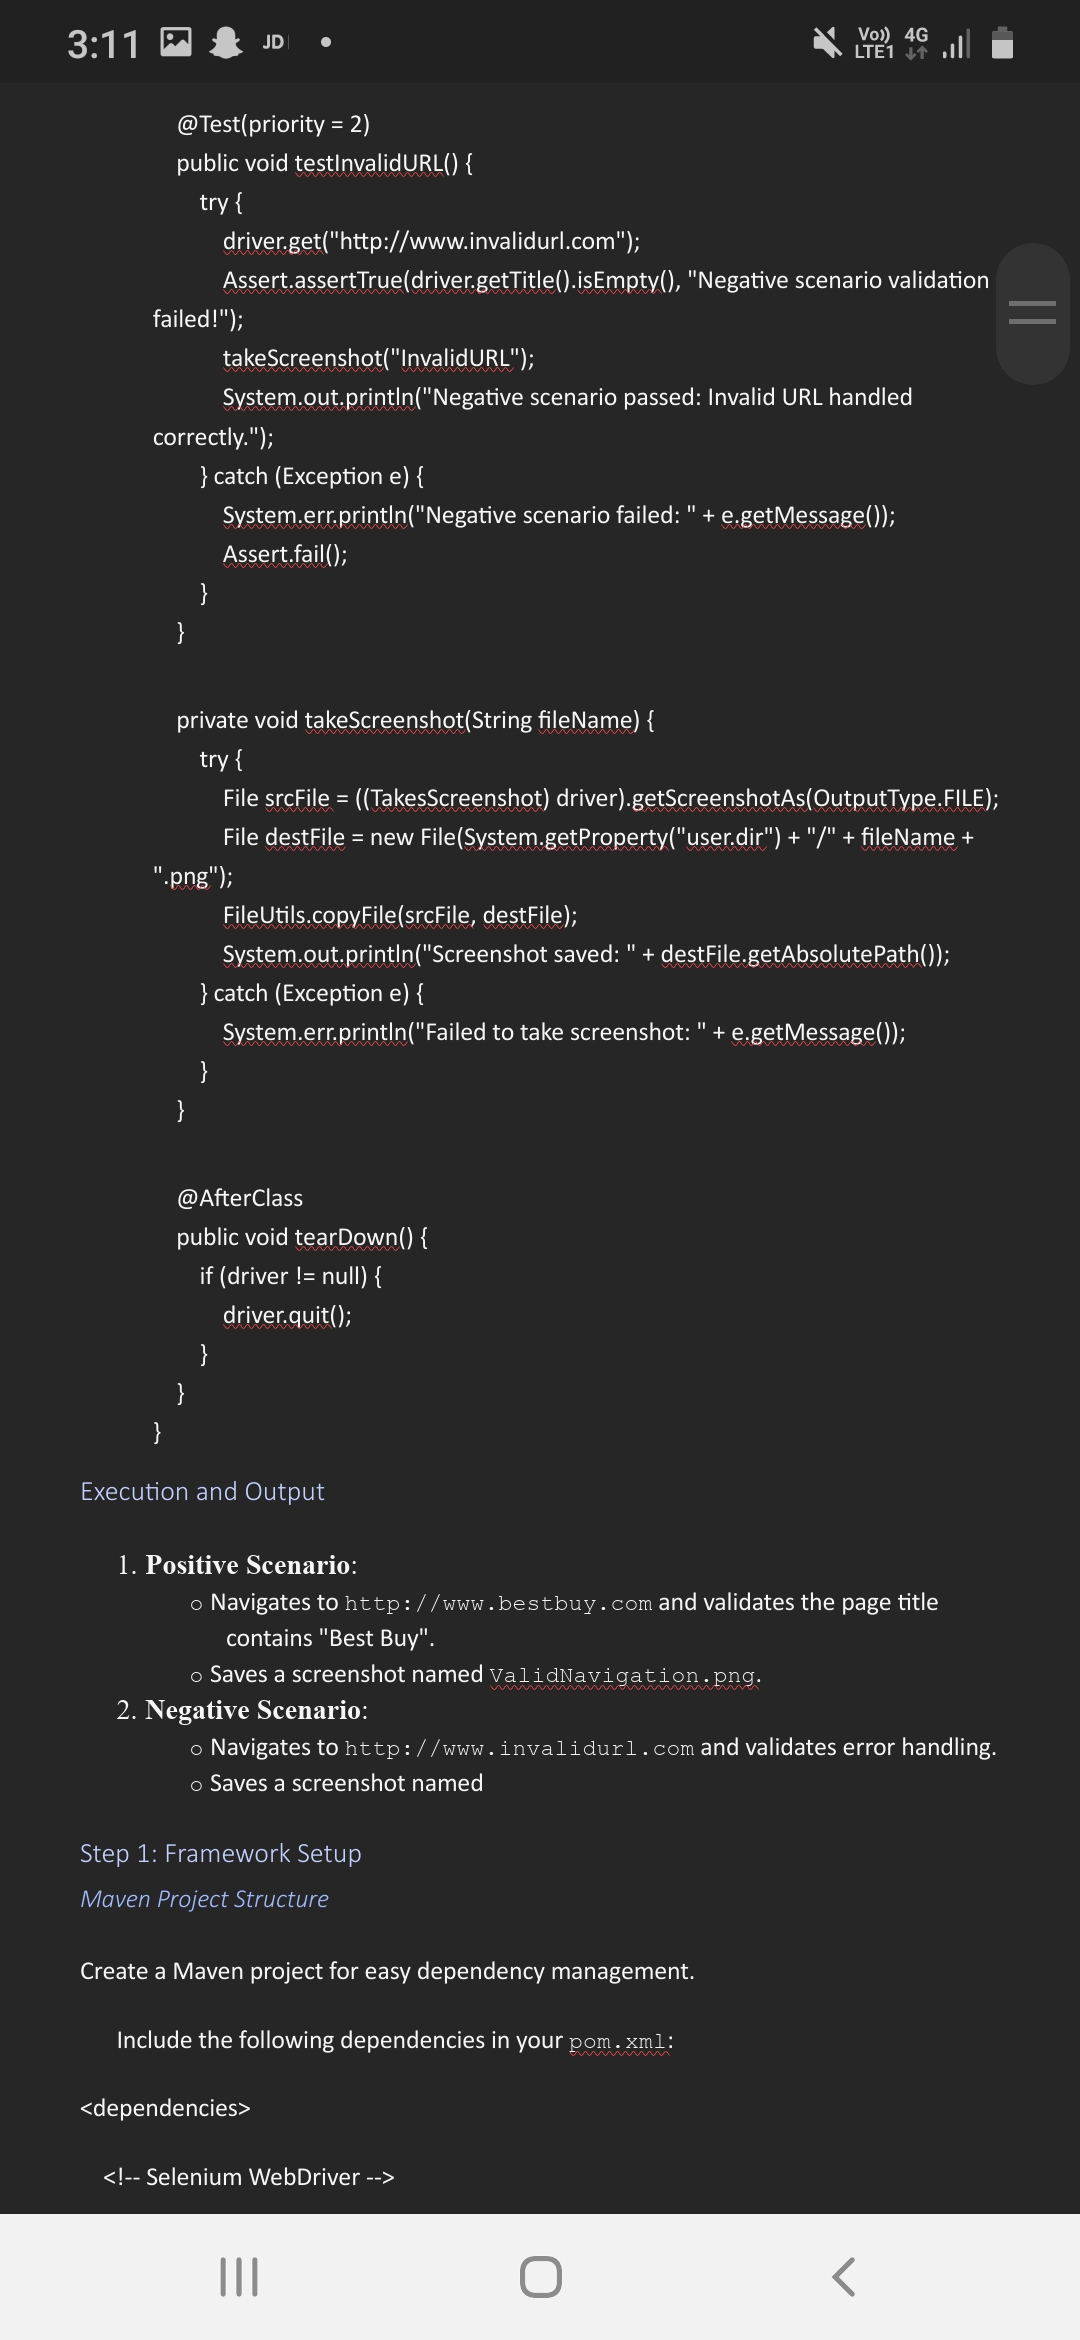 3:11 JD
Vo)) 4G
LTE1
@Test(priority = 2)
public void testInvalidURL() {
try {
driver.get("http://www.invalidurl.com");
Assert.assertTrue(driver.getTitle().isEmpty(), "Negative scenario validation
failed!");
takeScreenshot("InvalidURL");
System.out.println("Negative scenario passed: Invalid URL handled
correctly.");
} catch (Exception e) {
System.err.println("Negative scenario failed: " + e.getMessage());
Assert.fail();
}
}
private void takeScreenshot(String fileName) {
try {
File srcFile = ((TakesScreenshot) driver).getScreenshotAs(OutputType.FILE);
File destFile = new File(System.getProperty("user.dir") + "/" + fileName +
".png");
FileUtils.copyFile(srcFile, destFile);
System.out.println("Screenshot saved: " + destFile.getAbsolutePath());
} catch (Exception e) {
System.err.println("Failed to take screenshot: " + e.getMessage());
}
}
@AfterClass
public void tearDown() {
if (driver != null) {
driver.quit();
}
}
}
Execution and Output
1. Positive Scenario:
o Navigates to http://www.bestbuy.com and validates the page title
contains "Best Buy".
o Saves a screenshot named ValidNavigation.png.
2. Negative Scenario:
o Navigates to http://www.invalidurl.com and validates error handling.
o Saves a screenshot named
Step 1: Framework Setup
Maven Project Structure
Create a Maven project for easy dependency management.
Include the following dependencies in your pom.xml:
<dependencies>
<!-- Selenium WebDriver -->